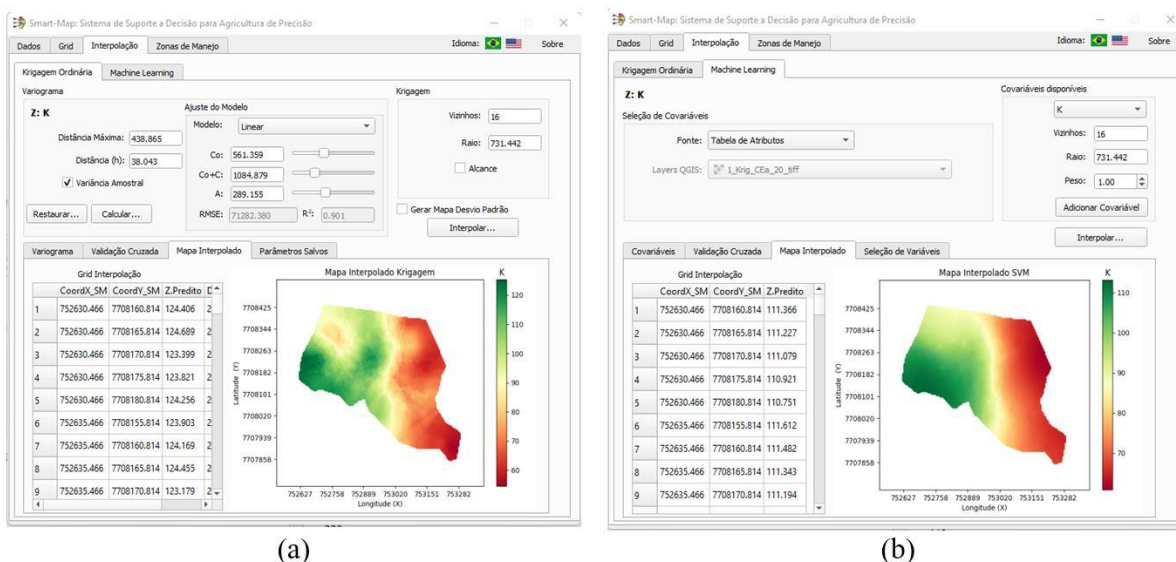 Smart-Map: Sistema de Suporte a Decisão para Agricultura de Precisão
Dados Grid Interpolação Zonas de Manejo Idioma: Sobre
Krigagem Ordinária Machine Learning
Variograma
Z: K
Distância Máxima: 438.865
Distância (h): 38.043
Variância Amostral
Restaurar... Calcular...
Ajuste do Modelo
Modelo: Linear
Co: 561.359
Co+C: 1084.879
A: 289.155
RMSE: 71282.380 R²: 0.901
Krigagem
Vizinhos: 16
Raio: 731.442
Alcance
Gerar Mapa Desvio Padrão
Interpolar...
Variograma Validação Cruzada Mapa Interpolado Parâmetros Salvos
Grid Interpolação
CoordX_SM CoordY_SM Z.Predito D
1 752630.466 7708160.814 124.406 2
2 752630.466 7708165.814 124.689 2
3 752630.466 7708170.814 123.399 2
4 752630.466 7708175.814 123.821 2
5 752630.466 7708180.814 124.256 2
6 752635.466 7708155.814 123.903 2
7 752635.466 7708160.814 124.169 2
8 752635.466 7708165.814 124.455 2
9 752635.466 7708170.814 123.179 2
Mapa Interpolado Krigagem
K
Latitude (Y)
7708425
7708344
7708263
7708182
7708101
7708020
7707939
7707858
752627 752758 752889 753020 753151 753282
Longitude (X)
120
110
100
90
80
70
60
(a)
Smart-Map: Sistema de Suporte a Decisão para Agricultura de Precisão
Dados Grid Interpolação Zonas de Manejo Idioma: Sobre
Krigagem Ordinária Machine Learning
Z: K
Seleção de Covariáveis
Fonte: Tabela de Atributos
Layers QGIS: 1_Krig_CEa_20_tiff
Covariáveis disponíveis
K
Vizinhos: 16
Raio: 731.442
Peso: 1.00
Adicionar Covariável
Interpolar...
Covariáveis Validação Cruzada Mapa Interpolado Seleção de Variáveis
Grid Interpolação
CoordX_SM CoordY_SM Z.Predito
1 752630.466 7708160.814 111.366
2 752630.466 7708165.814 111.227
3 752630.466 7708170.814 111.079
4 752630.466 7708175.814 110.921
5 752630.466 7708180.814 110.751
6 752635.466 7708155.814 111.612
7 752635.466 7708160.814 111.482
8 752635.466 7708165.814 111.343
9 752635.466 7708170.814 111.194
Mapa Interpolado SVM
K
Latitude (Y)
7708425
7708344
7708263
7708182
7708101
7708020
7707939
7707858
752627 752758 752889 753020 753151 753282
Longitude (X)
110
100
90
80
70
(b)